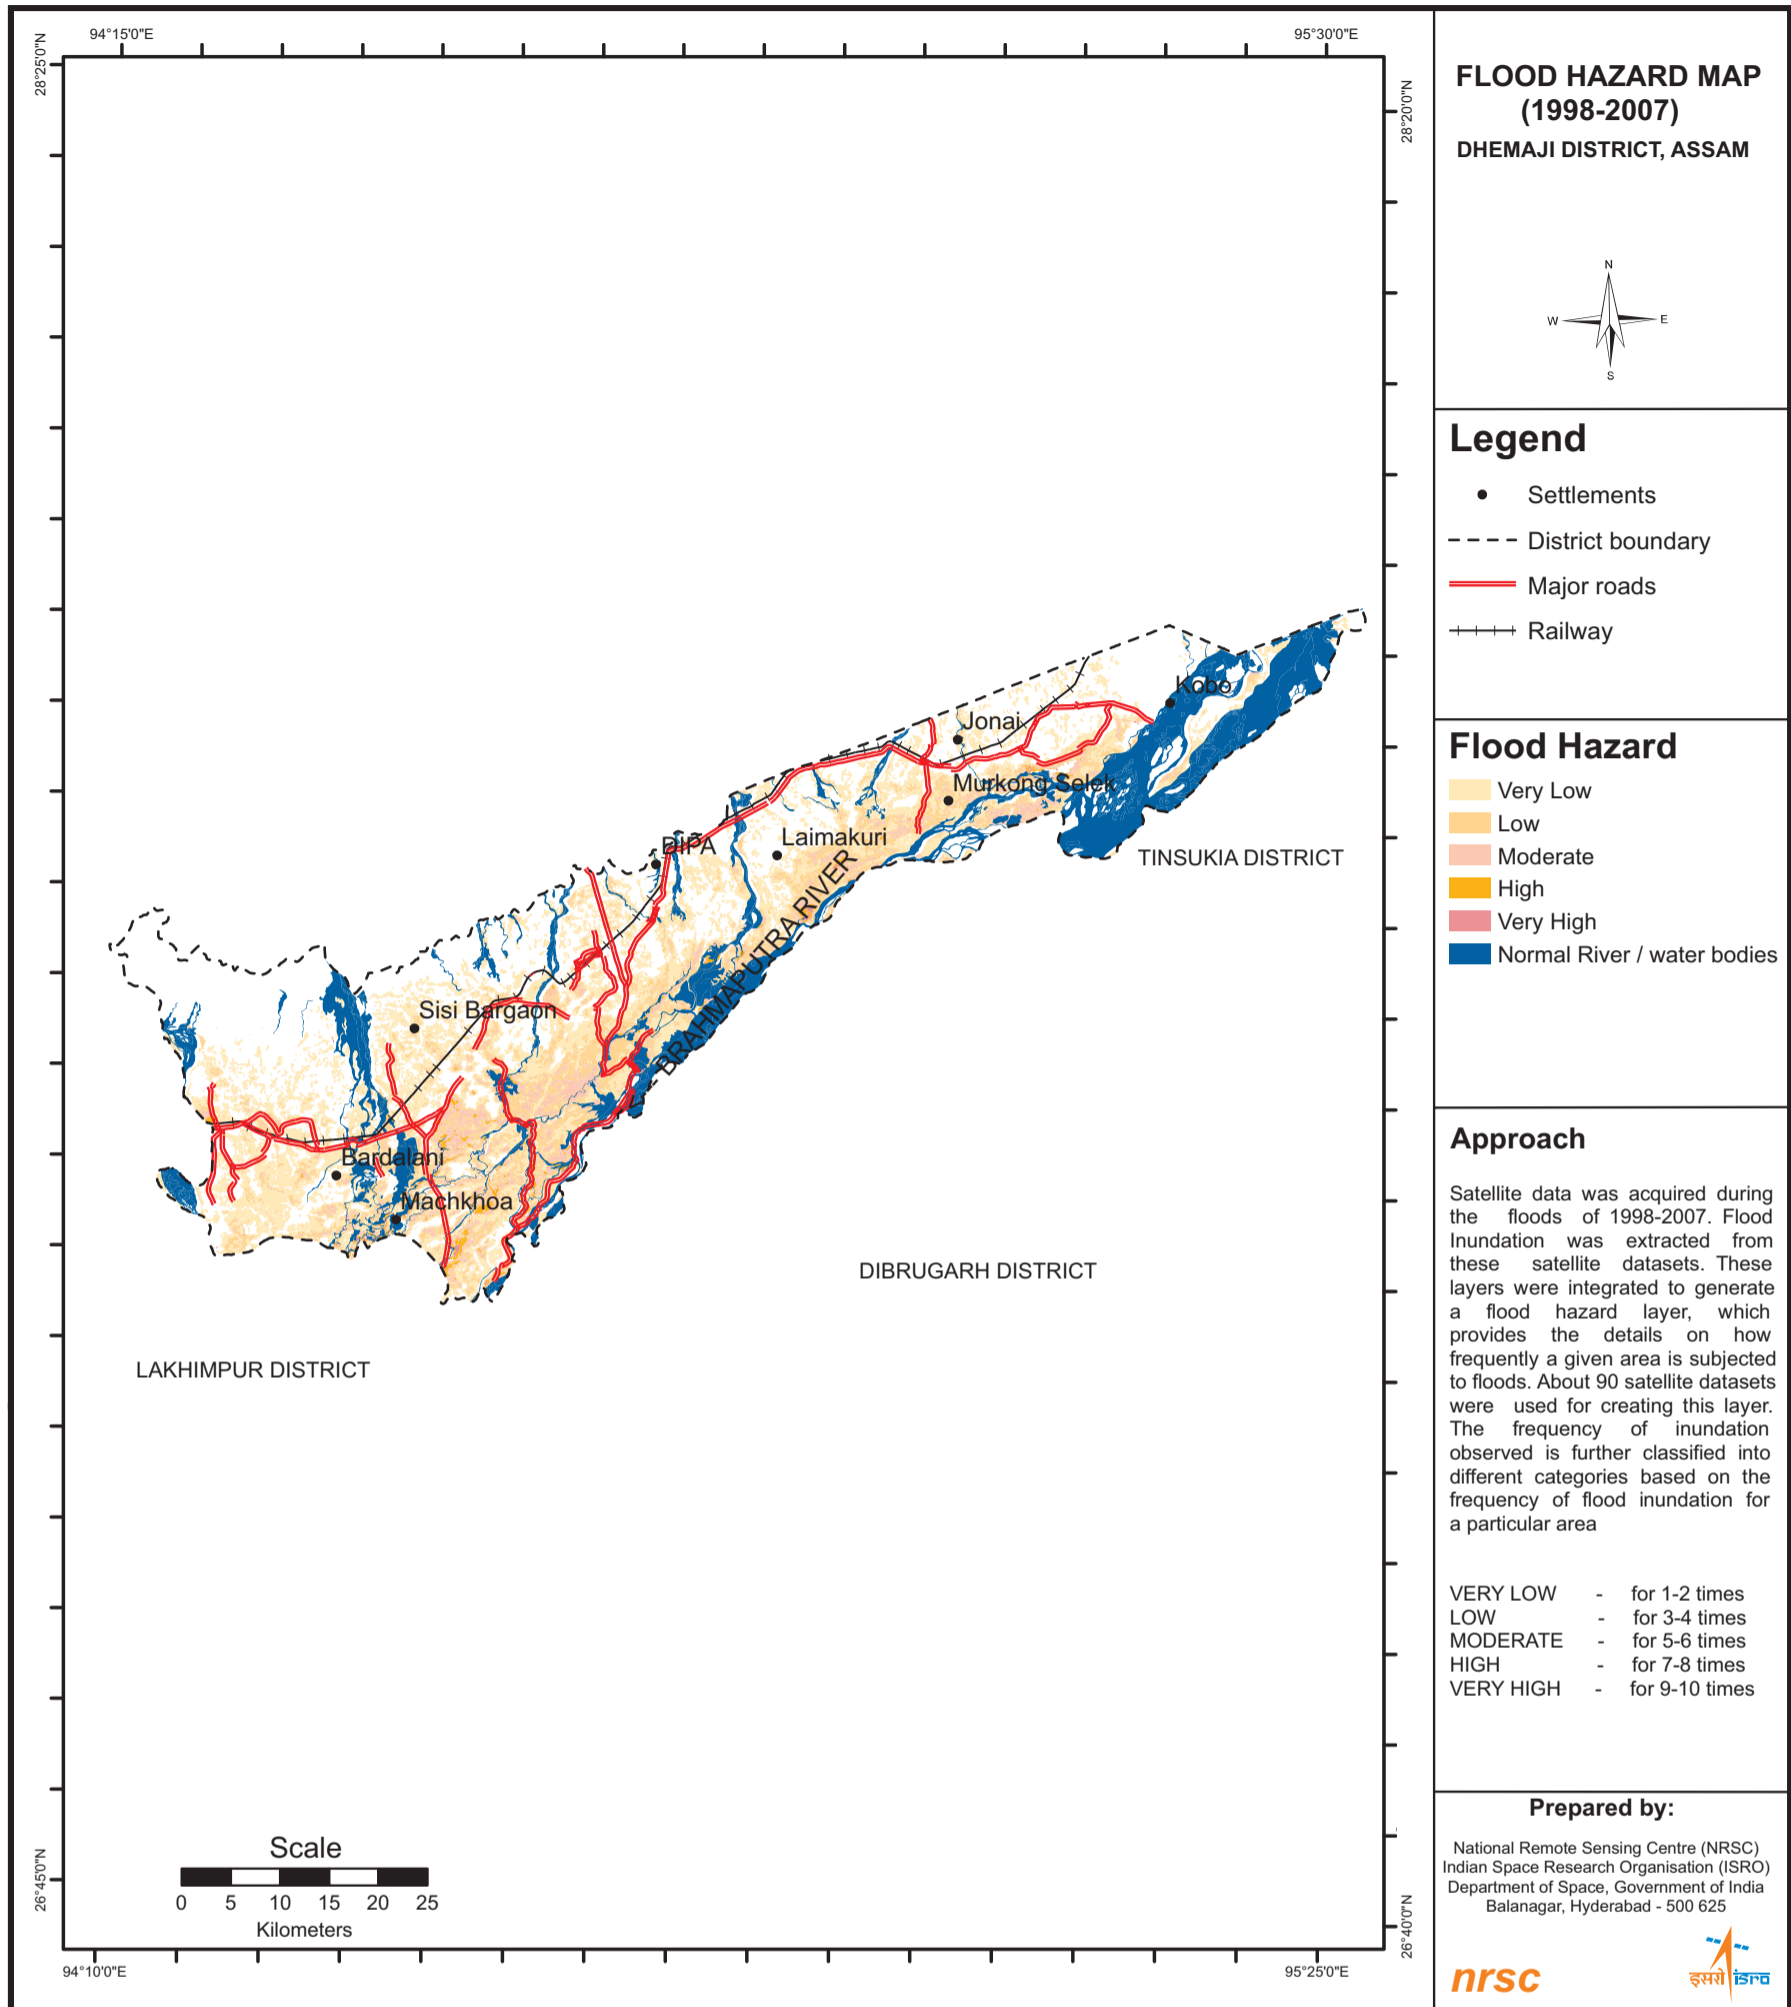 94°15'0"E
95°30'0"E
28°25'0"N
28°20'0"N
Kobo
Jonai
Murkong Selek
Laimakuri
DIPA
BRAHMAPUTRA RIVER
TINSUKIA DISTRICT
Sisi Bargaon
Bardalani
Machkhoa
DIBRUGARH DISTRICT
LAKHIMPUR DISTRICT
Scale
0 5 10 15 20 25
Kilometers
26°45'0"N
26°40'0"N
94°10'0"E
95°25'0"E
FLOOD HAZARD MAP
(1998-2007)
DHEMAJI DISTRICT, ASSAM
N
W
E
S
Legend
Settlements
District boundary
Major roads
Railway
Flood Hazard
Very Low
Low
Moderate
High
Very High
Normal River / water bodies
Approach
Satellite data was acquired during
the floods of 1998-2007. Flood
Inundation was extracted from
these satellite datasets. These
layers were integrated to generate
a flood hazard layer, which
provides the details on how
frequently a given area is subjected
to floods. About 90 satellite datasets
were used for creating this layer.
The frequency of inundation
observed is further classified into
different categories based on the
frequency of flood inundation for
a particular area
VERY LOW - for 1-2 times
LOW - for 3-4 times
MODERATE - for 5-6 times
HIGH - for 7-8 times
VERY HIGH - for 9-10 times
Prepared by:
National Remote Sensing Centre (NRSC)
Indian Space Research Organisation (ISRO)
Department of Space, Government of India
Balanagar, Hyderabad - 500 625
nrsc
इसरो isro